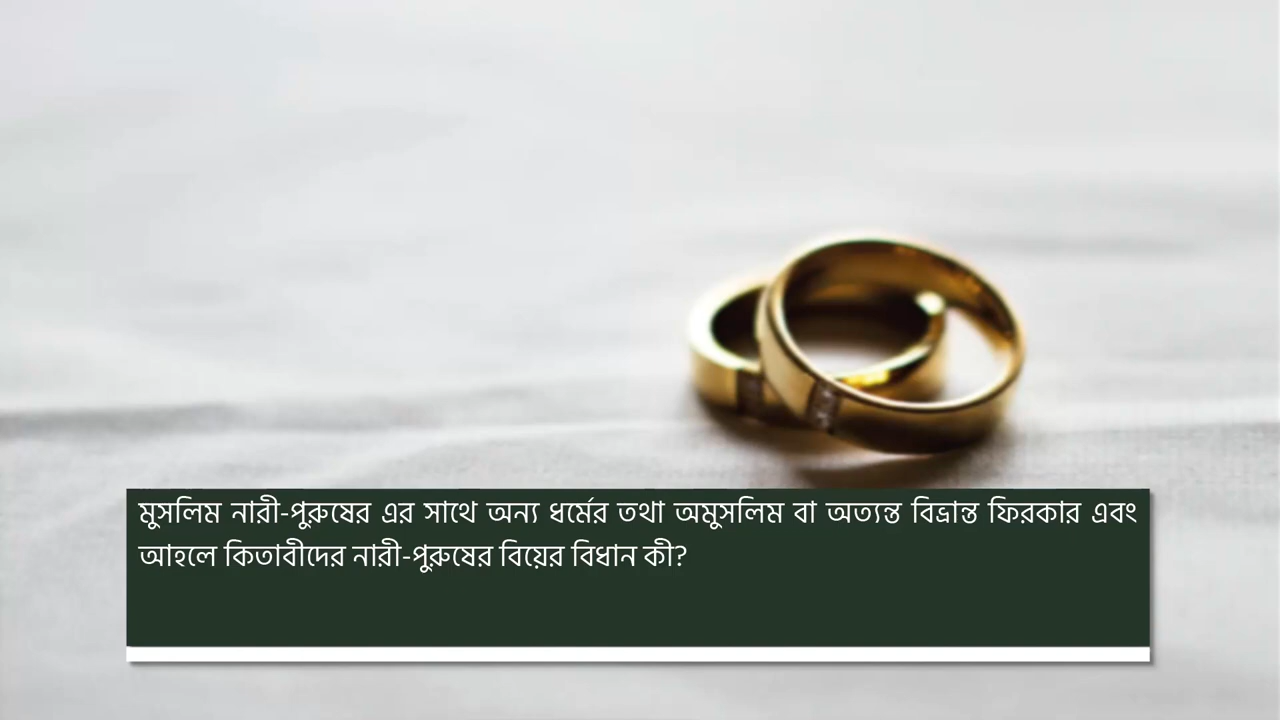 মুসলিম নারী-পুরুষের এর সাথে অন্য ধর্মের তথা অমুসলিম বা অত্যন্ত বিভ্রান্ত ফিরকার এবং
আহলে কিতাবীদের নারী-পুরুষের বিয়ের বিধান কী?